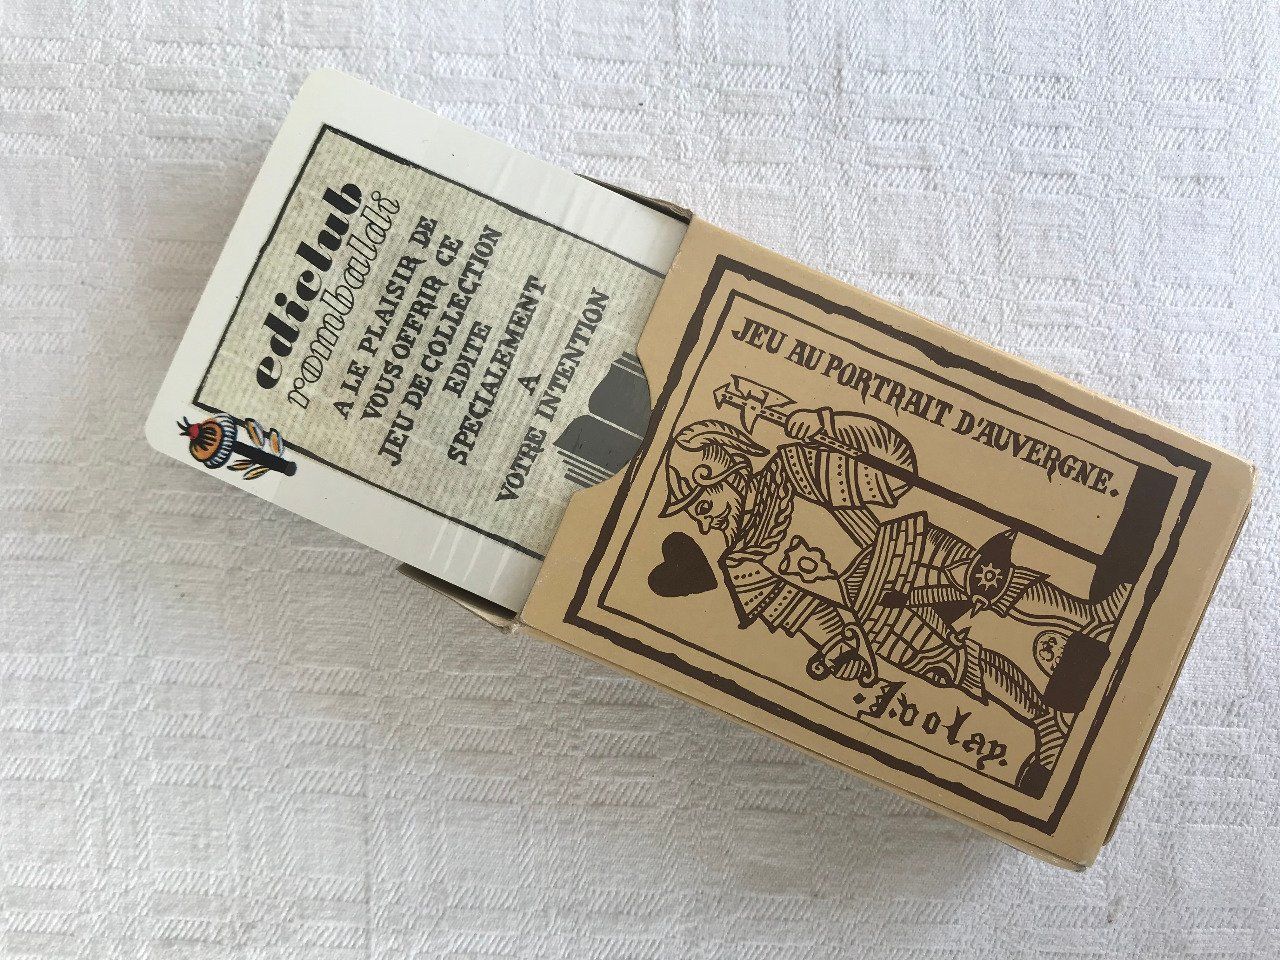 ediclub
rombaldi
A LE PLAISIR DE
VOUS OFFRIR CE
JEU DE COLLECTION
EDITE
SPECIALEMENT
A
VOTRE INTENTION
JEU AU PORTRAIT D'AUVERGNE.
.I.volay.